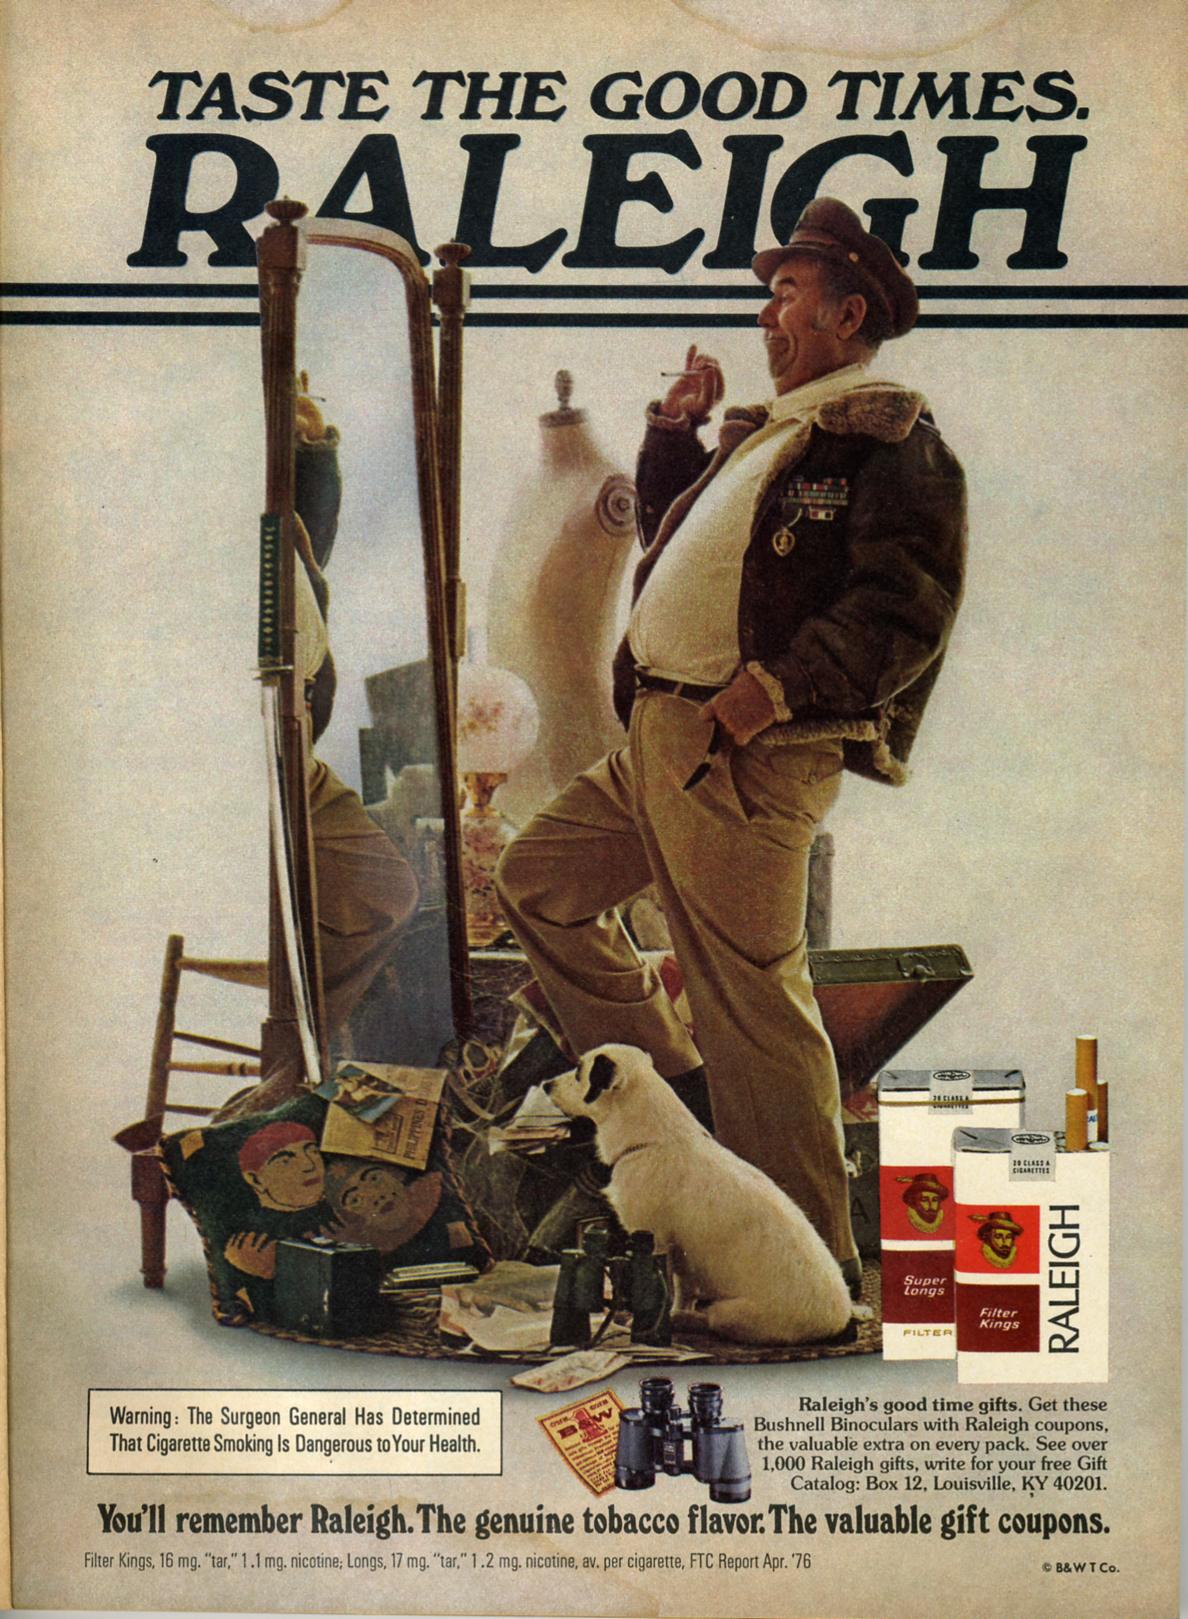 TASTE THE GOOD TIMES.
RALEIGH
PHILIPPINES
20 CLASS A
CIGARETTES
20 CLASS A
CIGARETTES
Super
Longs
FILTER
Filter
Kings
RALEIGH
Warning: The Surgeon General Has Determined
That Cigarette Smoking Is Dangerous to Your Health.
B&W
Raleigh's good time gifts. Get these
Bushnell Binoculars with Raleigh coupons,
the valuable extra on every pack. See over
1,000 Raleigh gifts, write for your free Gift
Catalog: Box 12, Louisville, KY 40201.
You'll remember Raleigh. The genuine tobacco flavor. The valuable gift coupons.
Filter Kings, 16 mg. "tar," 1.1 mg. nicotine; Longs, 17 mg. "tar," 1.2 mg. nicotine, av. per cigarette, FTC Report Apr. '76
© B&W T Co.